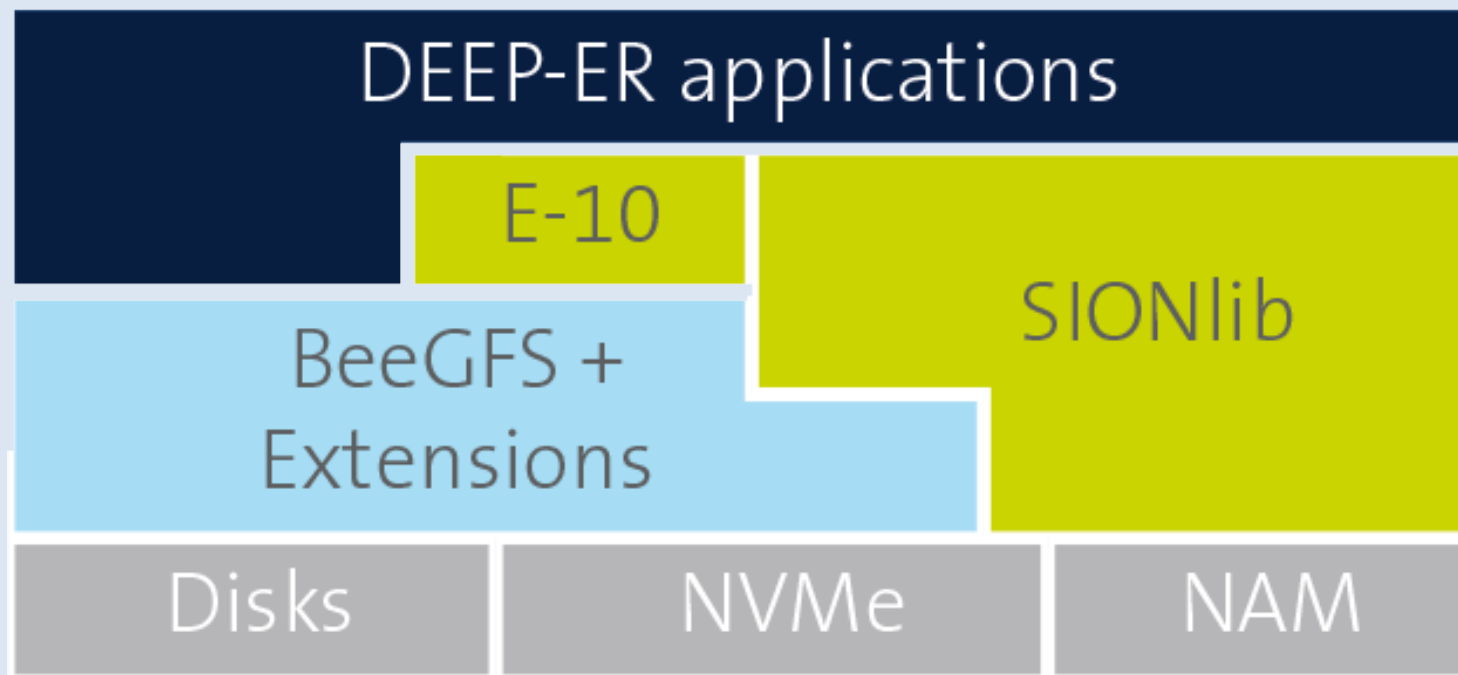 DEEP-ER applications
E-10
SIONlib
BeeGFS +
Extensions
Disks
NVMe
NAM